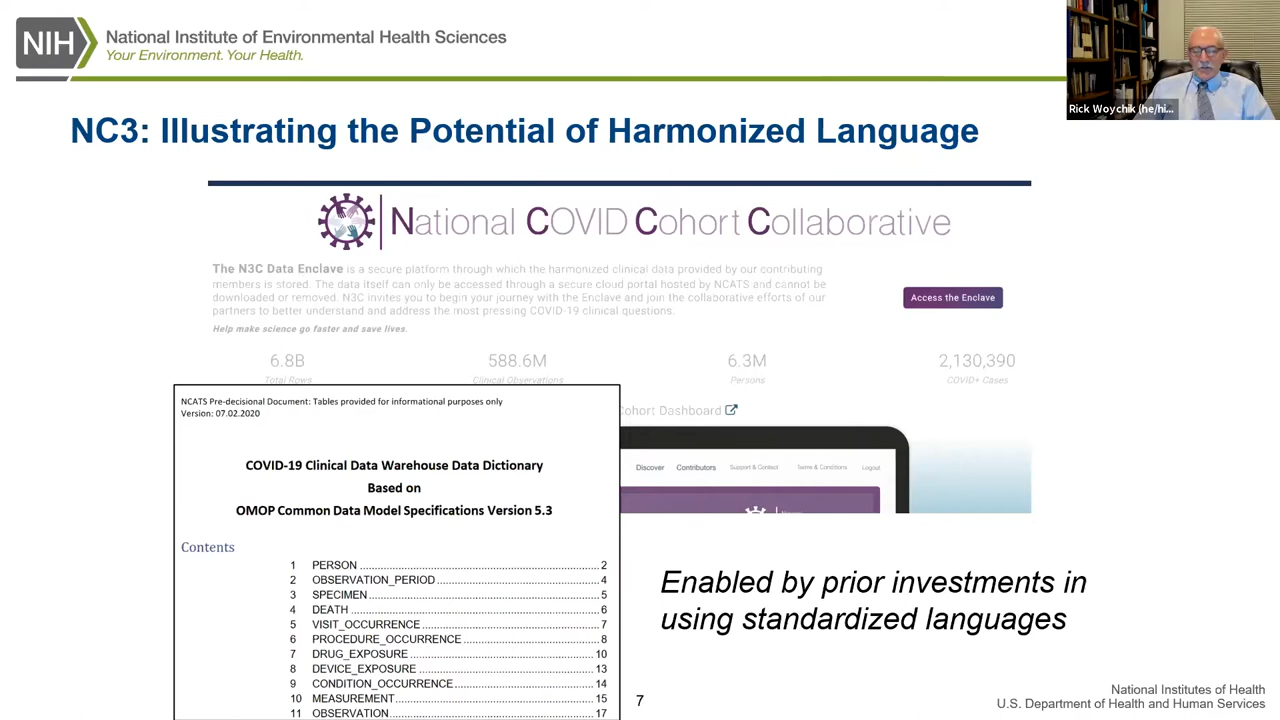 NIH
National Institute of Environmental Health Sciences
Your Environment. Your Health.
Rick Woychik (he/hi...
NC3: Illustrating the Potential of Harmonized Language
National COVID Cohort Collaborative
The N3C Data Enclave is a secure platform through which the harmonized clinical data provided by our contributing
members is stored. The data itself can only be accessed through a secure cloud portal hosted by NCATS and cannot be
downloaded or removed. N3C invites you to begin your journey with the Enclave and join the collaborative efforts of our
partners to better understand and address the most pressing COVID-19 clinical questions.
Help make science go faster and save lives.
Access the Enclave
6.8B
Total Rows
588.6M
Clinical Observations
6.3M
Persons
2,130,390
COVID+ Cases
Cohort Dashboard
Discover Contributors Support & Contact Terms & Conditions Logout
NCATS Pre-decisional Document: Tables provided for informational purposes only
Version: 07.02.2020
COVID-19 Clinical Data Warehouse Data Dictionary
Based on
OMOP Common Data Model Specifications Version 5.3
Contents
1 PERSON ............ 2
2 OBSERVATION_PERIOD ............ 4
3 SPECIMEN ............ 5
4 DEATH ............ 6
5 VISIT_OCCURRENCE ............ 7
6 PROCEDURE_OCCURRENCE ............ 8
7 DRUG_EXPOSURE ............ 10
8 DEVICE_EXPOSURE ............ 13
9 CONDITION_OCCURRENCE ............ 14
10 MEASUREMENT ............ 15
11 OBSERVATION ............ 17
Enabled by prior investments in
using standardized languages
7
National Institutes of Health
U.S. Department of Health and Human Services